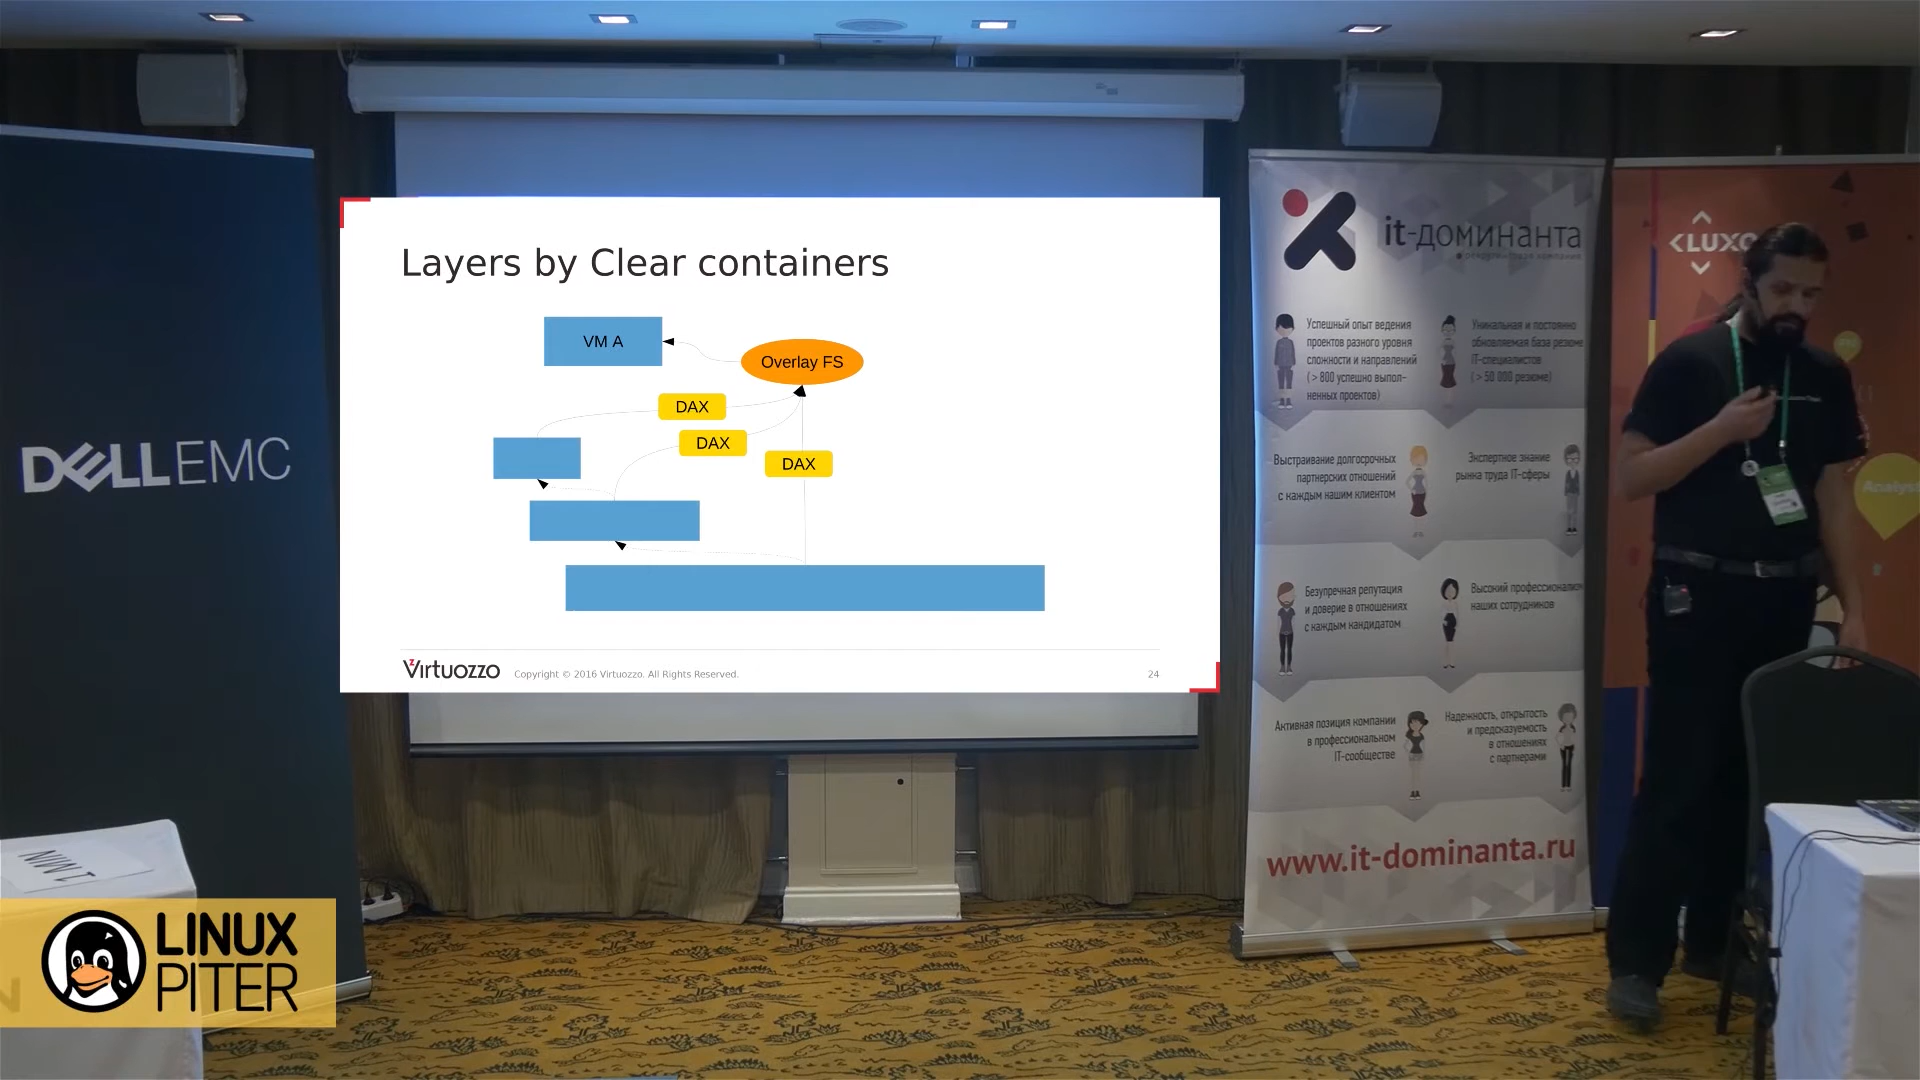 Layers by Clear containers
VM A
Overlay FS
DAX
DAX
DAX
Virtuozzo
Copyright © 2016 Virtuozzo. All Rights Reserved.
24
DELLEMC
1 MIN
LINUX
PITER
it-доминанта
Успешный опыт ведения
проектов разного уровня
сложности и направлений
( > 800 успешно выпол-
ненных проектов)
Уникальная и постоянно
обновляемая база резюме
IT-специалистов
( > 50 000 резюме)
Выстраивание долгосрочных
партнерских отношений
с каждым нашим клиентом
Экспертное знание
рынка труда IT-сферы
Безупречная репутация
и доверие в отношениях
с каждым кандидатом
Высокий профессионализм
наших сотрудников
Активная позиция компании
в профессиональном
IT-сообществе
Надежность, открытость
и предсказуемость
в отношениях
с партнерами
www.it-dominanta.ru
<LUXO
Analyst